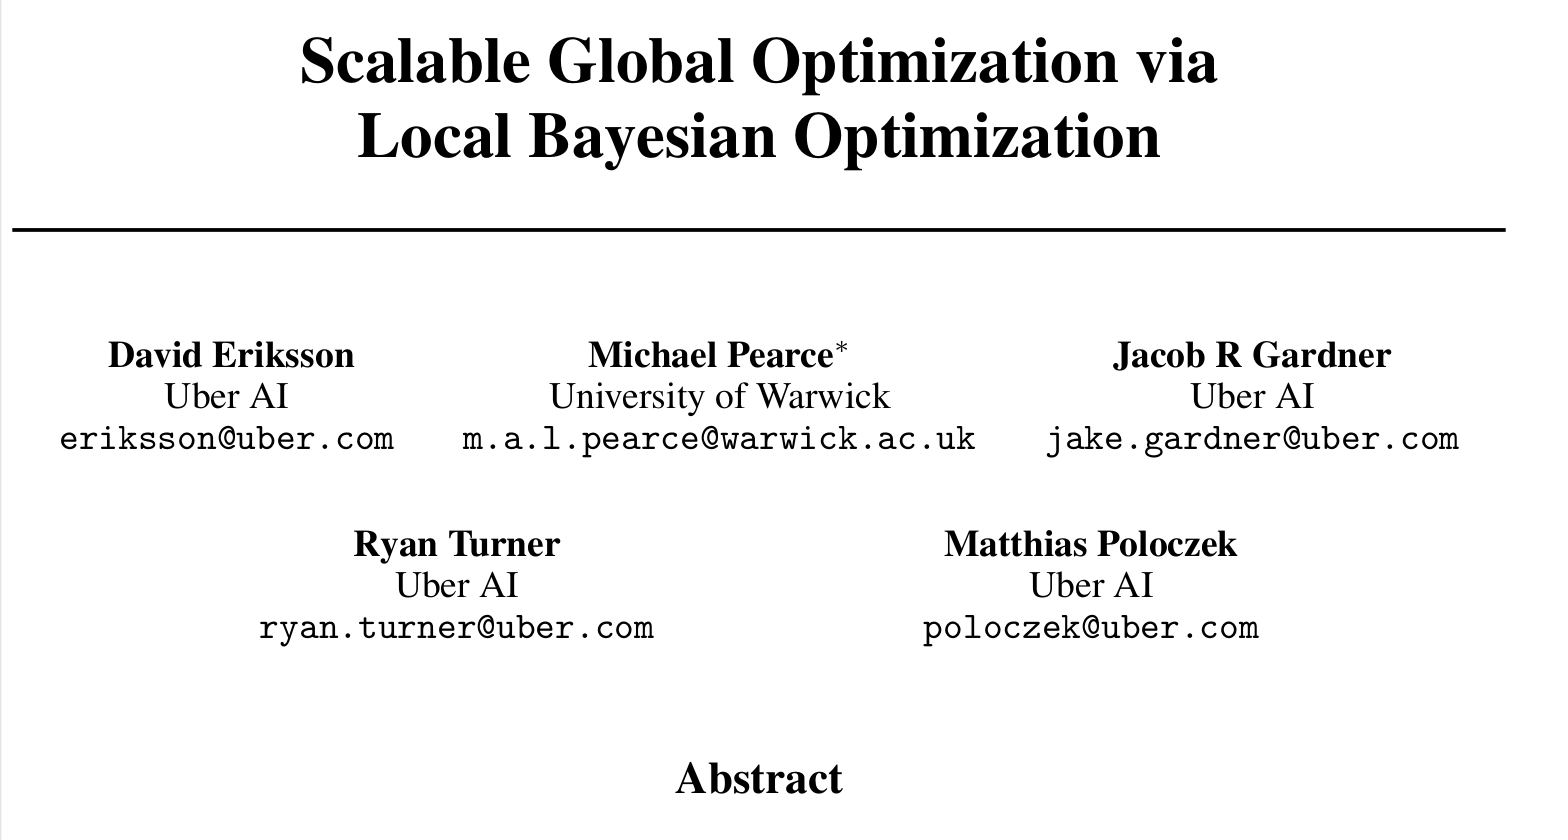 Scalable Global Optimization via
Local Bayesian Optimization
David Eriksson
Uber AI
eriksson@uber.com
Michael Pearce*
University of Warwick
m.a.l.pearce@warwick.ac.uk
Jacob R Gardner
Uber AI
jake.gardner@uber.com
Ryan Turner
Uber AI
ryan.turner@uber.com
Matthias Poloczek
Uber AI
poloczek@uber.com
Abstract